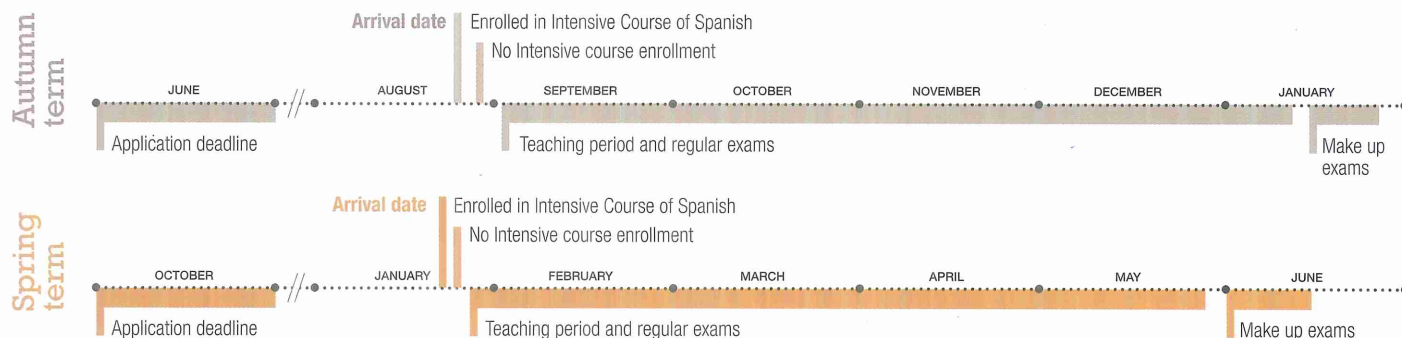 Autumn
term
Arrival date Enrolled in Intensive Course of Spanish
No Intensive course enrollment
JUNE AUGUST SEPTEMBER OCTOBER NOVEMBER DECEMBER JANUARY
Application deadline Teaching period and regular exams Make up
exams
Spring
term
Arrival date Enrolled in Intensive Course of Spanish
No Intensive course enrollment
OCTOBER JANUARY FEBRUARY MARCH APRIL MAY JUNE
Application deadline Teaching period and regular exams Make up exams